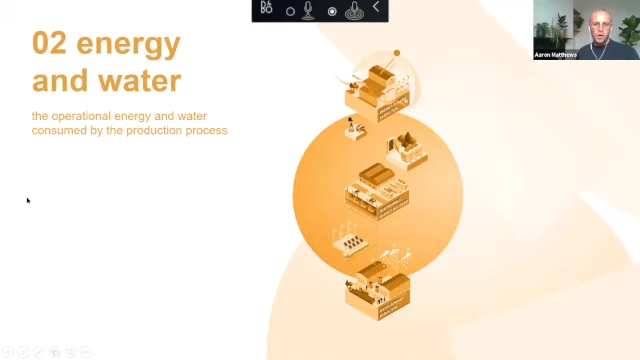 02 energy
and water
the operational energy and water
consumed by the production process
Aaron Matthews